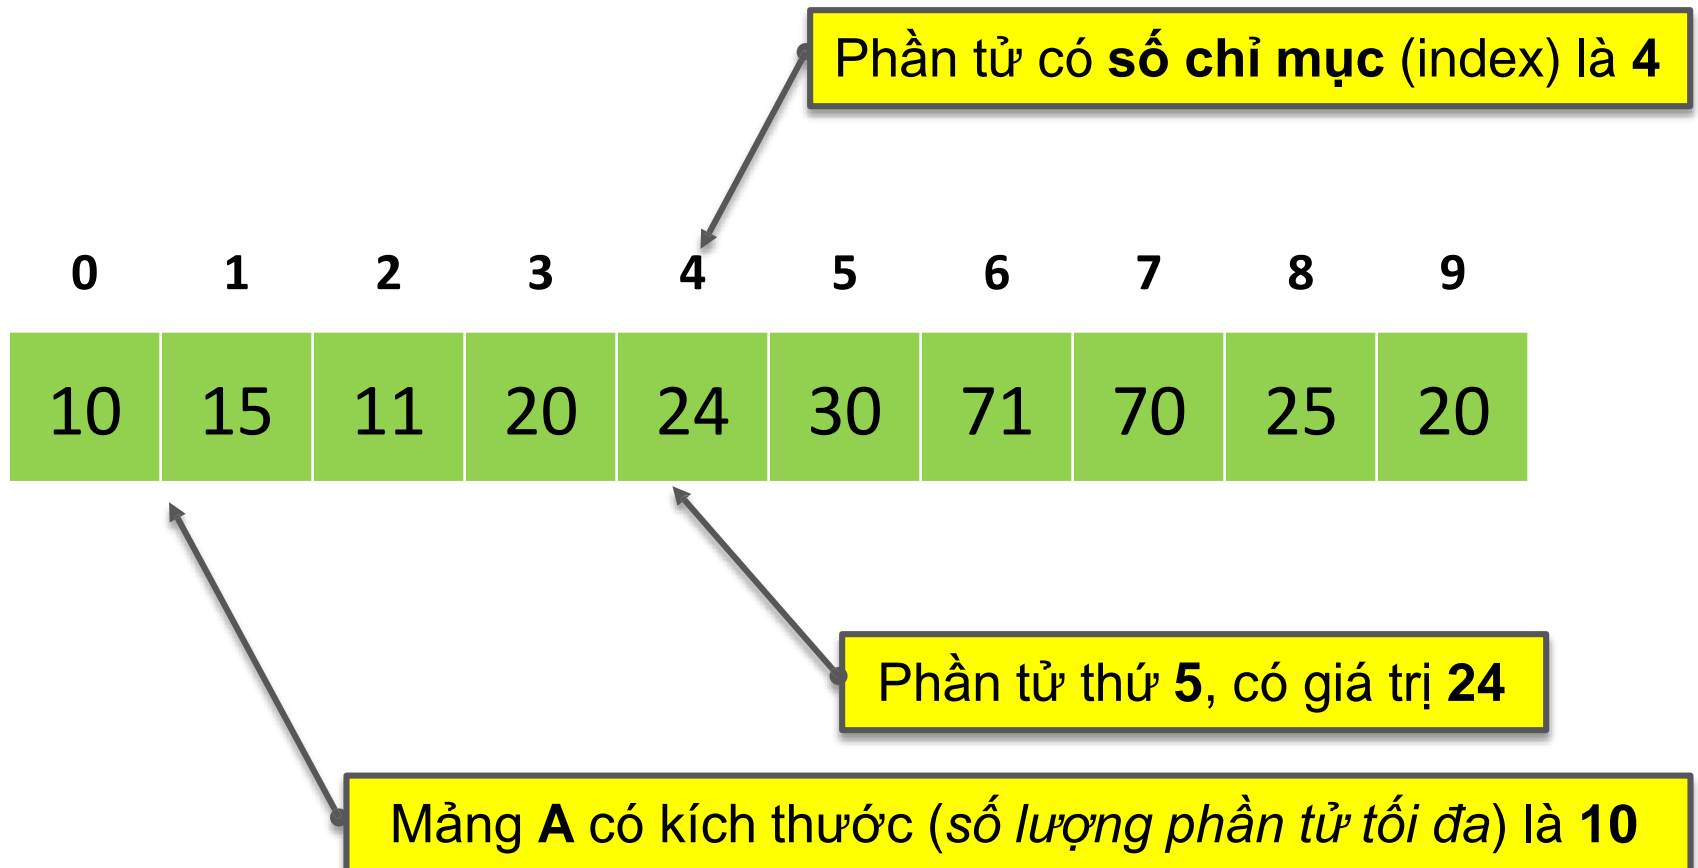 Phần tử có số chỉ mục (index) là 4
0 1 2 3 4 5 6 7 8 9
10 15 11 20 24 30 71 70 25 20
Phần tử thứ 5, có giá trị 24
Mảng A có kích thước (số lượng phần tử tối đa) là 10